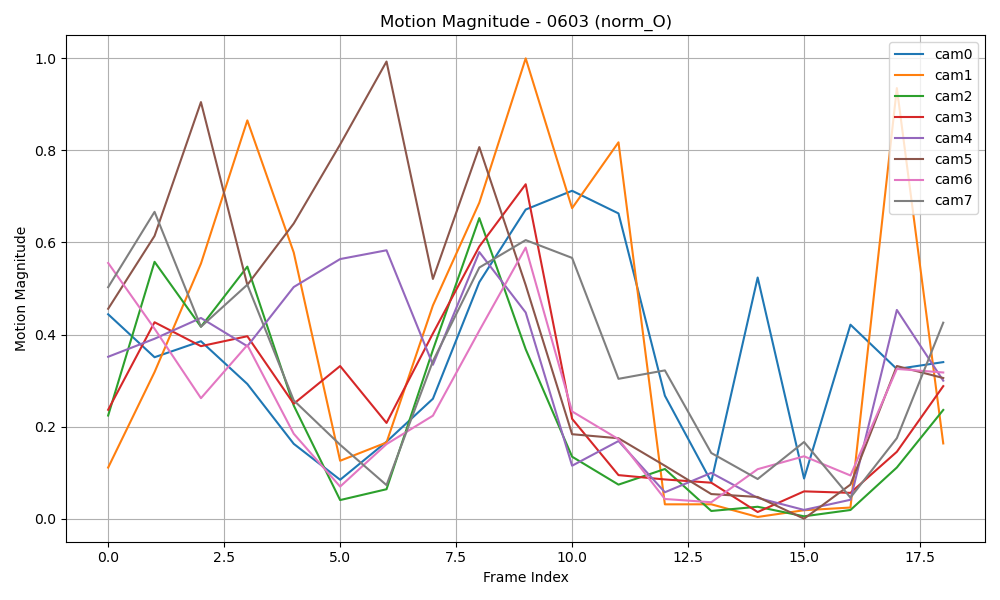 Motion Magnitude - 0603 (norm_O)
cam0
cam1
cam2
cam3
cam4
cam5
cam6
cam7
1.0
0.8
0.6
0.4
0.2
0.0
Motion Magnitude
0.0 2.5 5.0 7.5 10.0 12.5 15.0 17.5
Frame Index